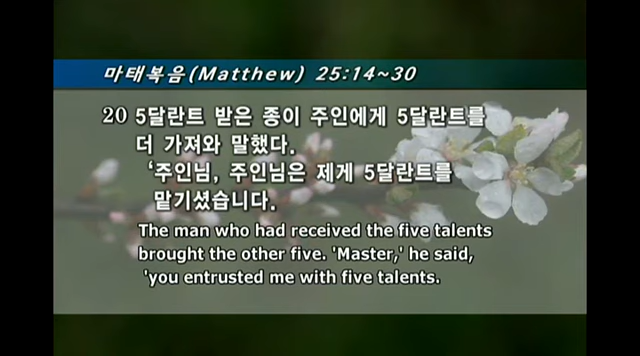 마태복음(Matthew) 25:14~30
20 5달란트 받은 종이 주인에게 5달란트를
더 가져와 말했다.
‘주인님, 주인님은 제게 5달란트를
맡기셨습니다.
The man who had received the five talents
brought the other five. 'Master,' he said,
'you entrusted me with five talents.